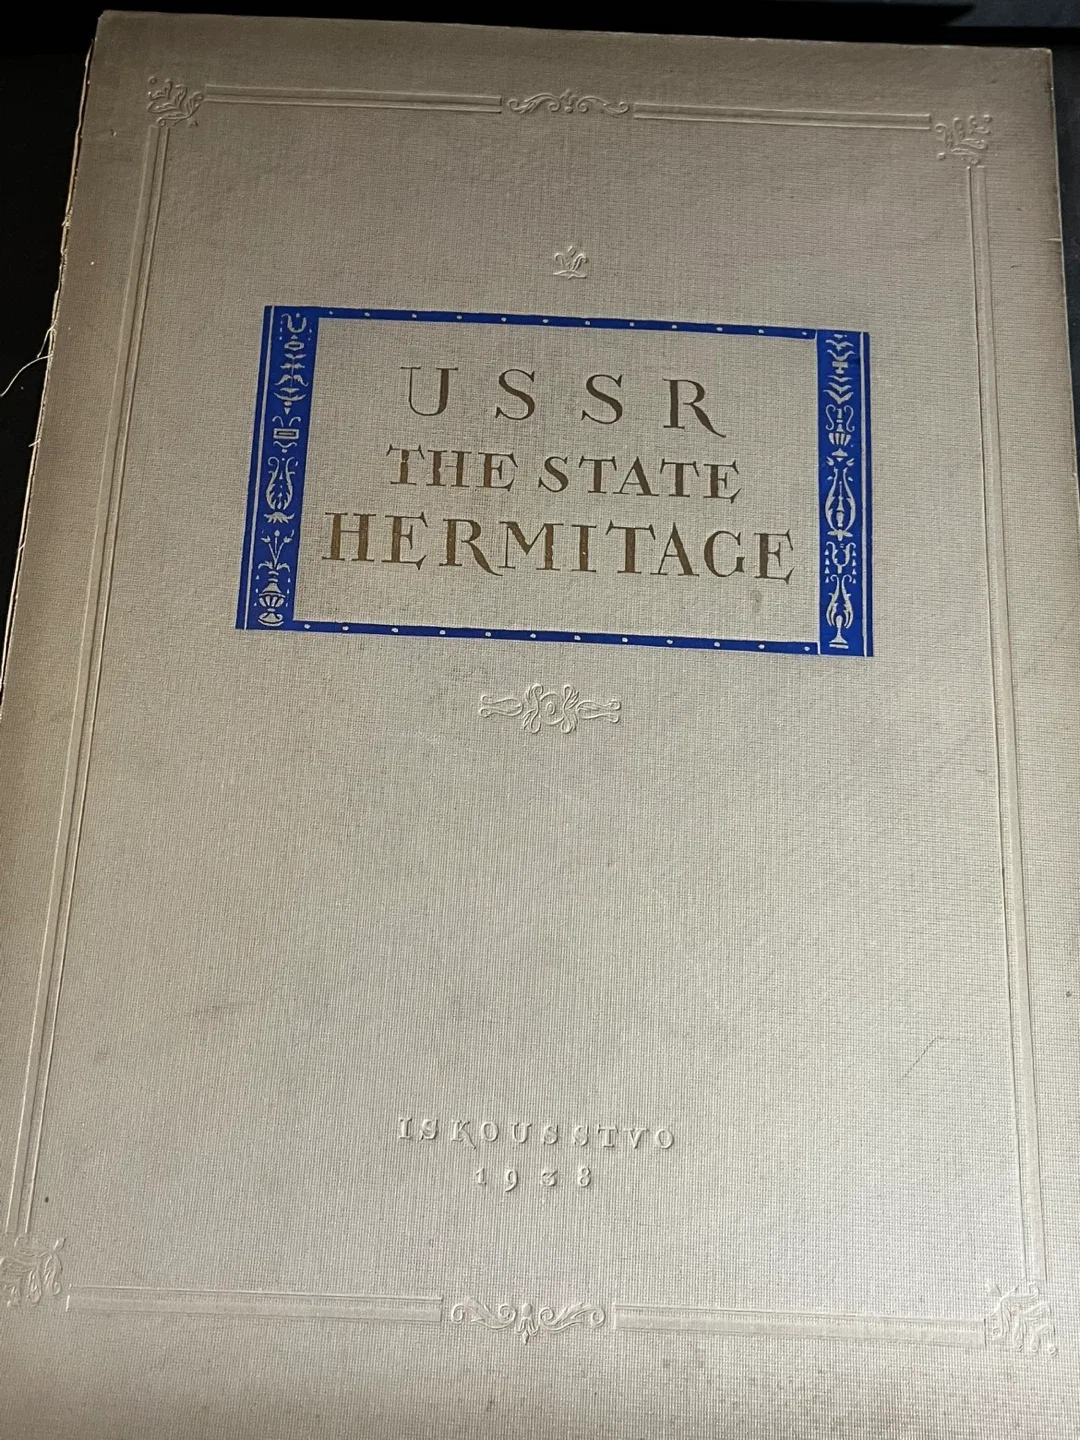 USSR
THE STATE
HERMITAGE
ISKOUSSTVO
1938